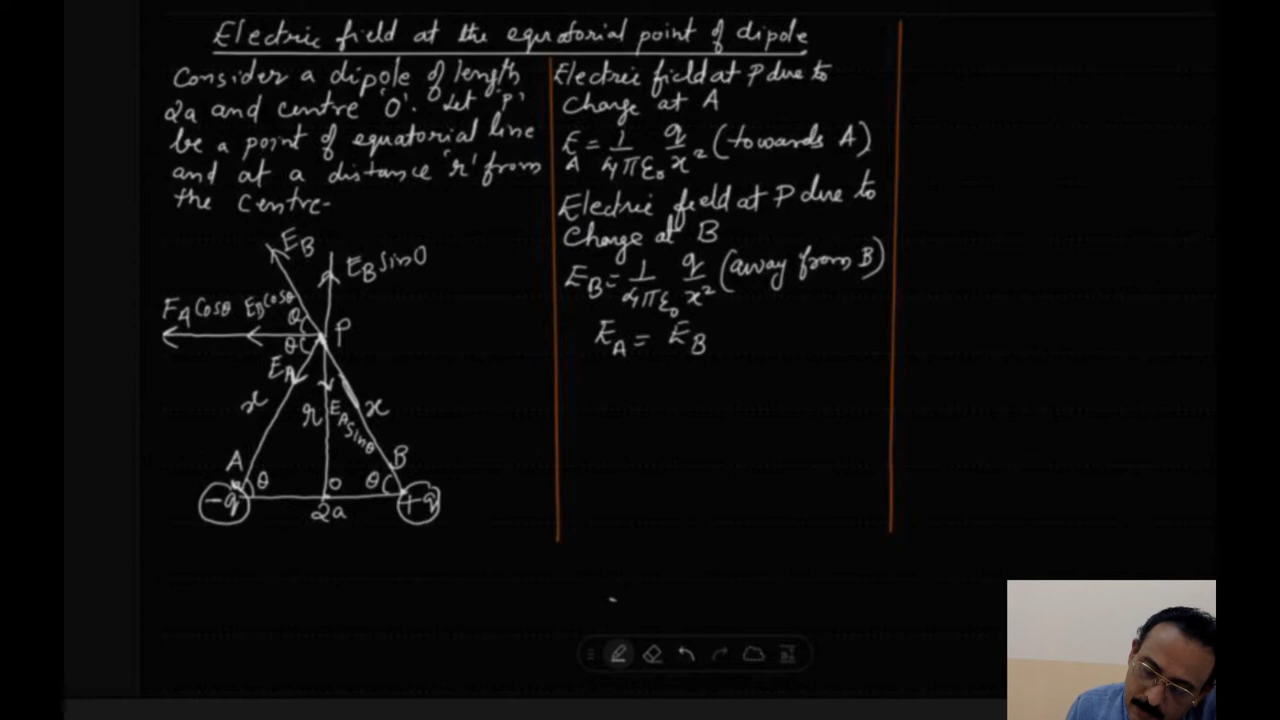 Electric field at the equatorial point of dipole
Consider a dipole of length
2a and centre 'O'. Let 'P'
be a point of equatorial line
and at a distance 'r' from
the centre-
E_B
E_B sinθ
E_A cosθ E_B cosθ
θ
P
θ
E_A
x
r
E_A sinθ
x
A
B
θ
O
θ
-q
2a
+q
Electric field at P due to
Charge at A
E_A = 1/4πε₀ q/x² (towards A)
Electric field at P due to
Charge at B
E_B = 1/4πε₀ q/x² (away from B)
E_A = E_B